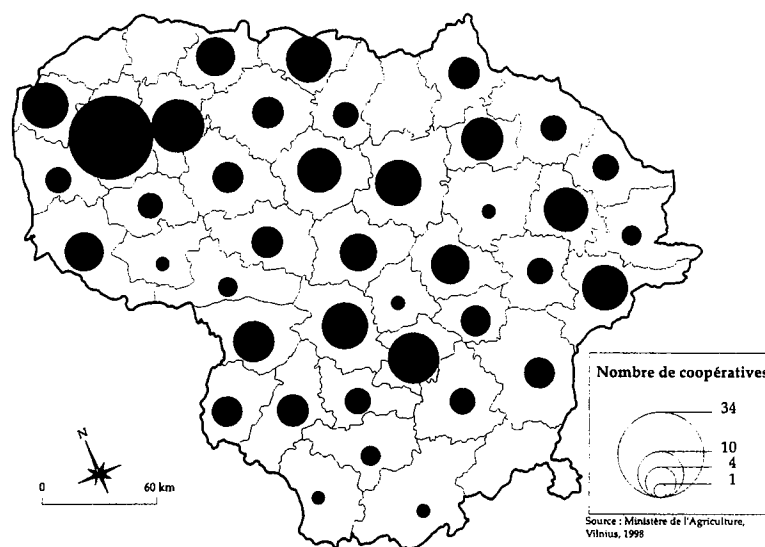 Nombre de coopératives
34
10
4
1
N
0 60 km
Source : Ministère de l'Agriculture,
Vilnius, 1998